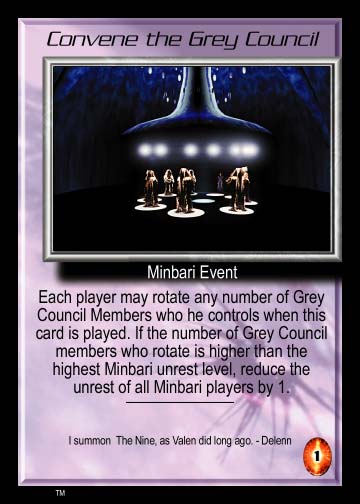 Convene the Grey Council
Minbari Event
Each player may rotate any number of Grey
Council Members who he controls when this
card is played. If the number of Grey Council
members who rotate is higher than the
highest Minbari unrest level, reduce the
unrest of all Minbari players by 1.
I summon The Nine, as Valen did long ago. - Delenn
1
TM